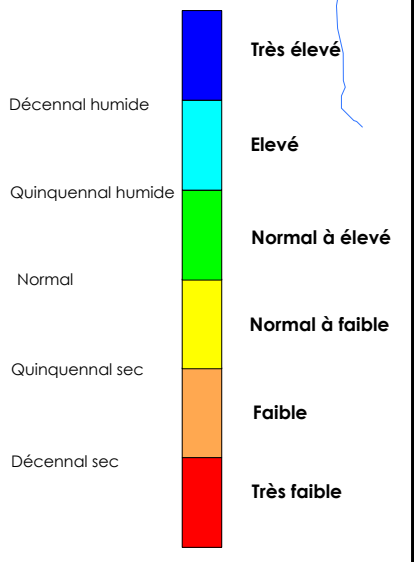 Très élevé
Décennal humide
Elevé
Quinquennal humide
Normal à élevé
Normal
Normal à faible
Quinquennal sec
Faible
Décennal sec
Très faible